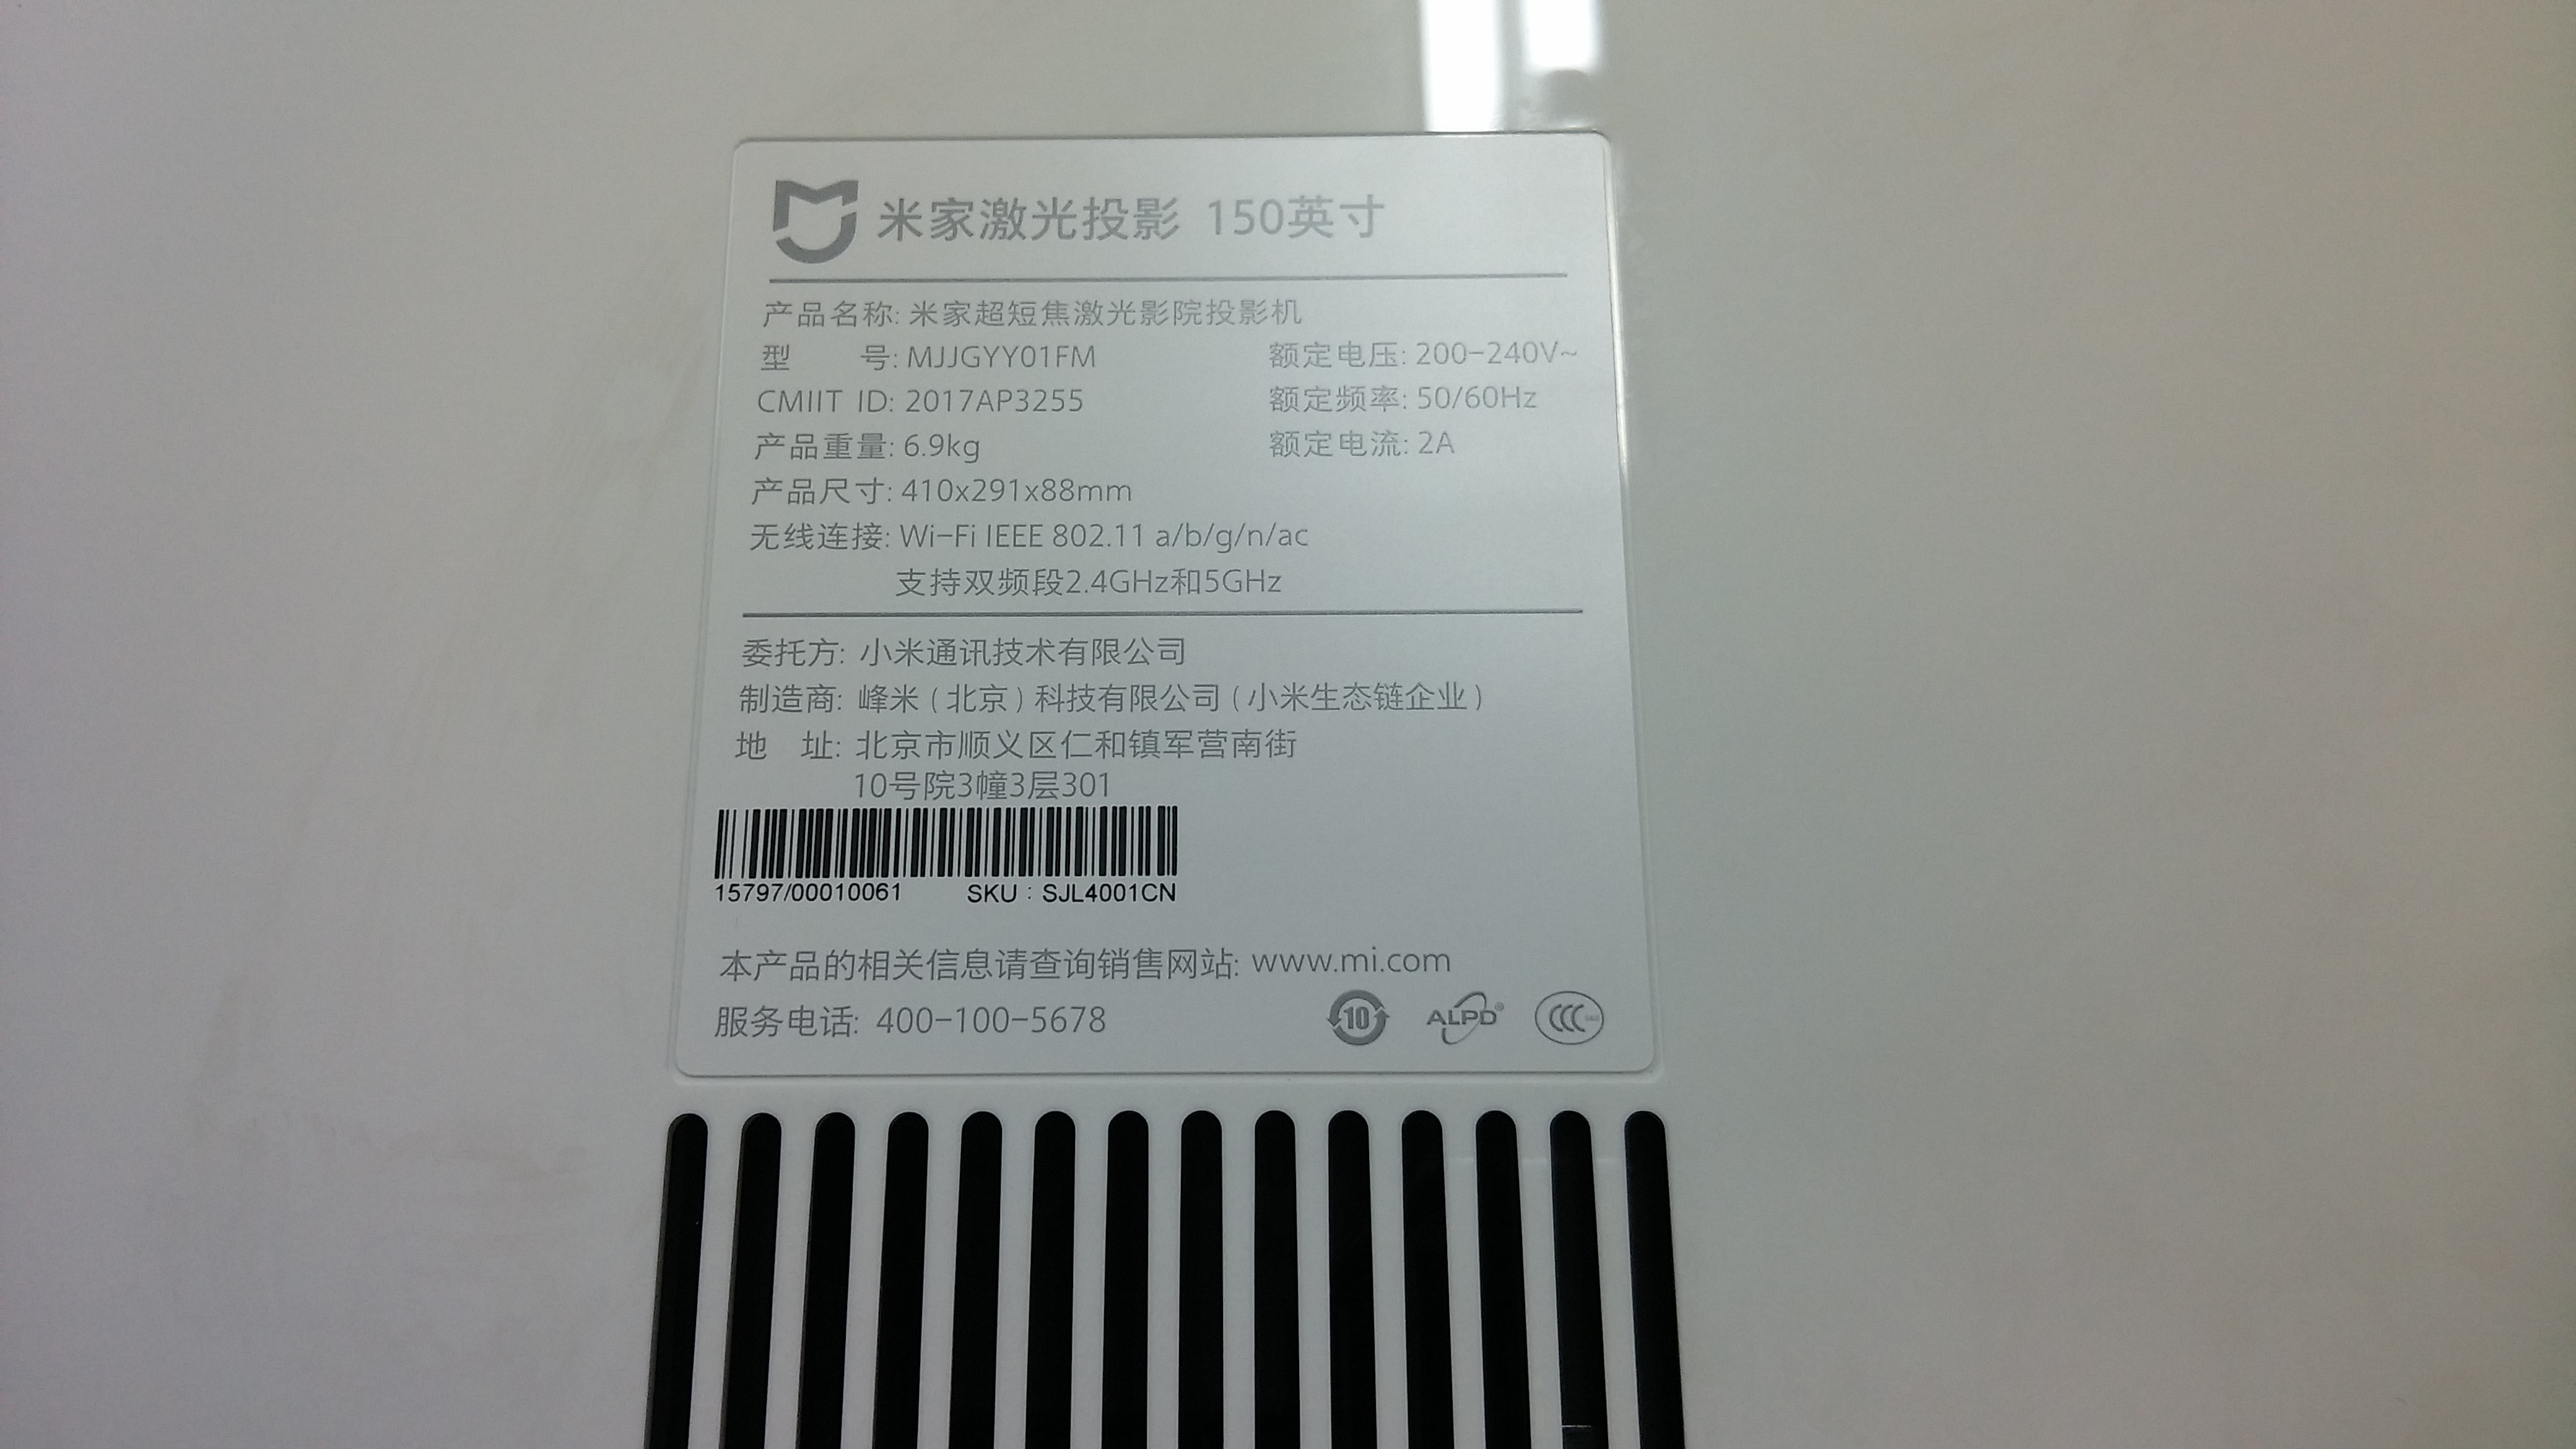 米家激光投影 150英寸
产品名称: 米家超短焦激光影院投影机
型 号: MJJGYY01FM 额定电压: 200-240V~
CMIIT ID: 2017AP3255 额定频率: 50/60Hz
产品重量: 6.9kg 额定电流: 2A
产品尺寸: 410x291x88mm
无线连接: Wi-Fi IEEE 802.11 a/b/g/n/ac
支持双频段2.4GHz和5GHz
委托方: 小米通讯技术有限公司
制造商: 峰米(北京)科技有限公司(小米生态链企业)
地 址: 北京市顺义区仁和镇军营南街
10号院3幢3层301
15797/00010061 SKU : SJL4001CN
本产品的相关信息请查询销售网站: www.mi.com
服务电话: 400-100-5678
10 ALPD® CCC